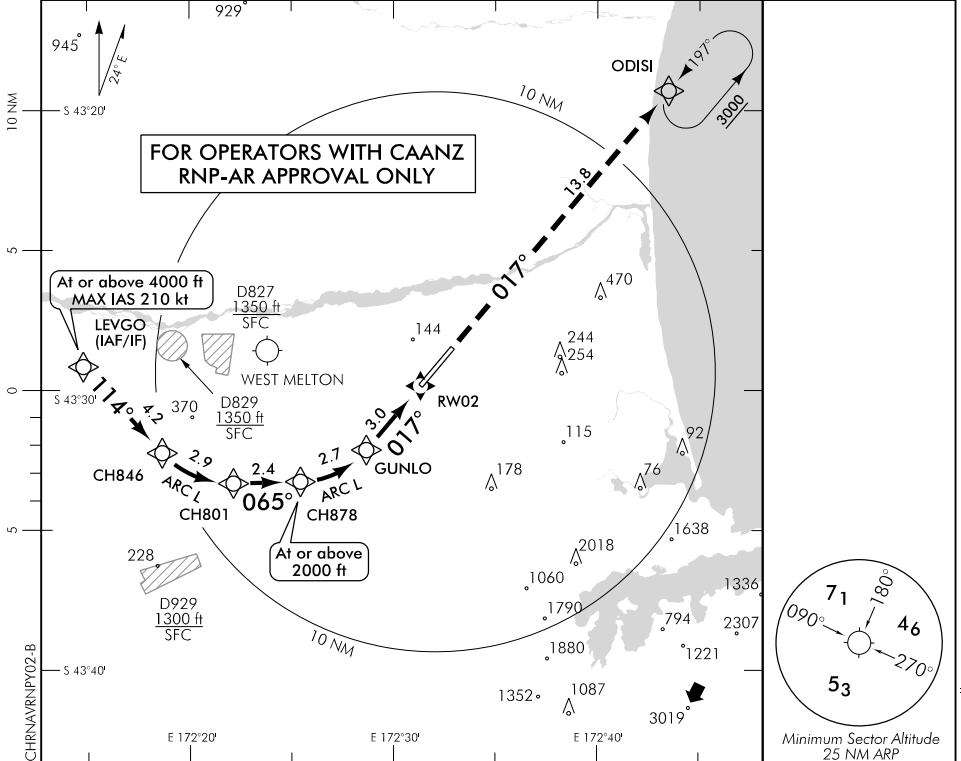 929
945
24° E
ODISI
197°
3000
10 NM
S 43°20'
10 NM
FOR OPERATORS WITH CAANZ
RNP-AR APPROVAL ONLY
13.8
5
At or above 4000 ft
MAX IAS 210 kt
D827
1350 ft
SFC
017°
470
LEVGO
(IAF/IF)
144
244
254
WEST MELTON
0
S 43°30'
114°
4.2
370
D829
1350 ft
SFC
RW02
3.0
017°
115
92
CH846
2.9
ARC L
CH801
2.4
065°
2.7
ARC L
CH878
GUNLO
178
76
5
At or above
2000 ft
1638
228
2018
1060
1336
D929
1300 ft
SFC
1790
794
2307
10 NM
1880
1221
S 43°40'
1352
1087
3019
E 172°20'
E 172°30'
E 172°40'
CHRNAVRNPY02-B
71
180°
090°
46
270°
53
Minimum Sector Altitude
25 NM ARP